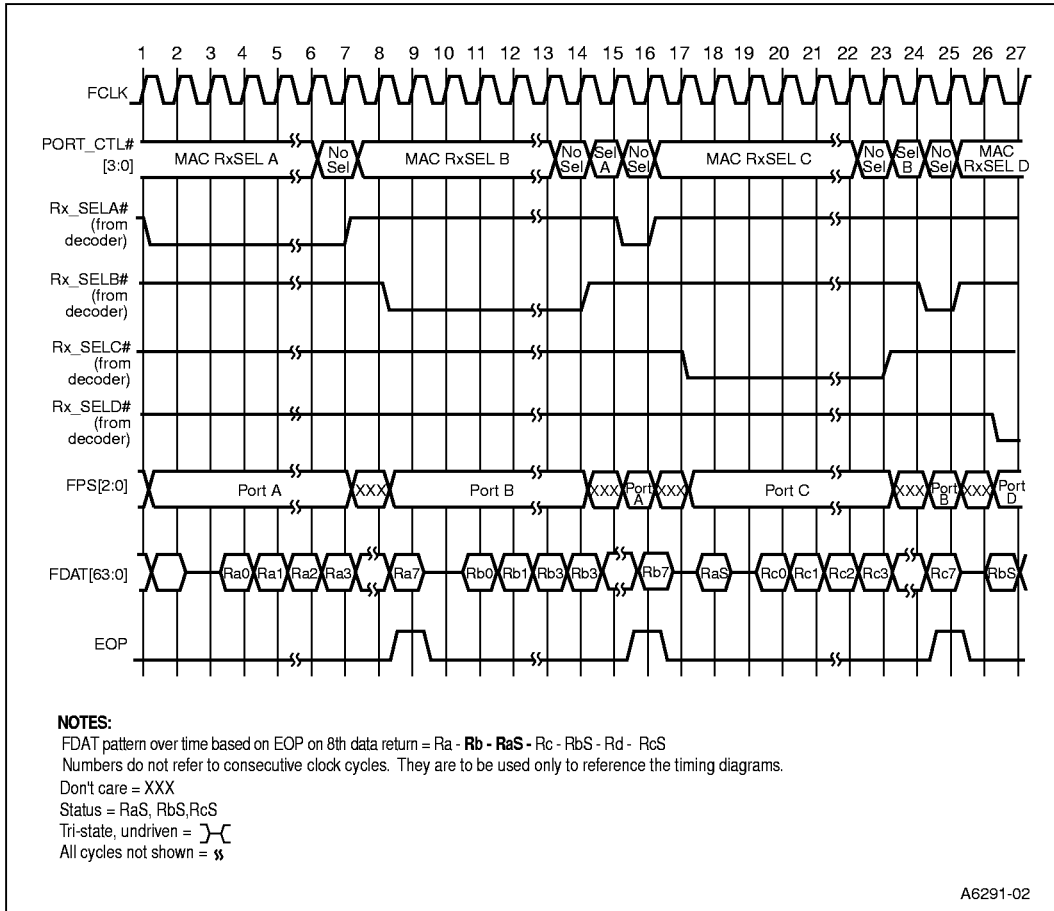 1 2 3 4 5 6 7 8 9 10 11 12 13 14 15 16 17 18 19 20 21 22 23 24 25 26 27
FCLK
PORT_CTL#
[3:0]
MAC RxSEL A
No
Sel
MAC RxSEL B
No
Sel
Sel
A
No
Sel
MAC RxSEL C
No
Sel
Sel
B
No
Sel
MAC
RxSEL D
Rx_SELA#
(from
decoder)
Rx_SELB#
(from
decoder)
Rx_SELC#
(from
decoder)
Rx_SELD#
(from
decoder)
FPS[2:0]
Port A
XXX
Port B
XXX
Port
A
XXX
Port C
XXX
Port
B
XXX
Port
D
FDAT[63:0]
Ra0 Ra1 Ra2 Ra3 Ra7 Rb0 Rb1 Rb3 Rb3 Rb7 RaS Rc0 Rc1 Rc2 Rc3 Rc7 RbS
EOP
NOTES:
FDAT pattern over time based on EOP on 8th data return = Ra - Rb - RaS - Rc - RbS - Rd - RcS
Numbers do not refer to consecutive clock cycles. They are to be used only to reference the timing diagrams.
Don't care = XXX
Status = RaS, RbS,RcS
Tri-state, undriven =
All cycles not shown =
A6291-02